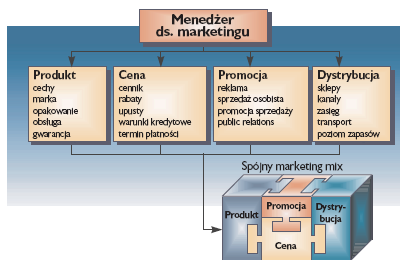 Menedżer
ds. marketingu
Produkt
cechy
marka
opakowanie
obsługa
gwarancja
Cena
cennik
rabaty
upusty
warunki kredytowe
termin płatności
Promocja
reklama
sprzedaż osobista
promocja sprzedaży
public relations
Dystrybucja
sklepy
kanały
zasięg
transport
poziom zapasów
Spójny marketing mix
Produkt
Promocja
Dystry-
bucja
Cena